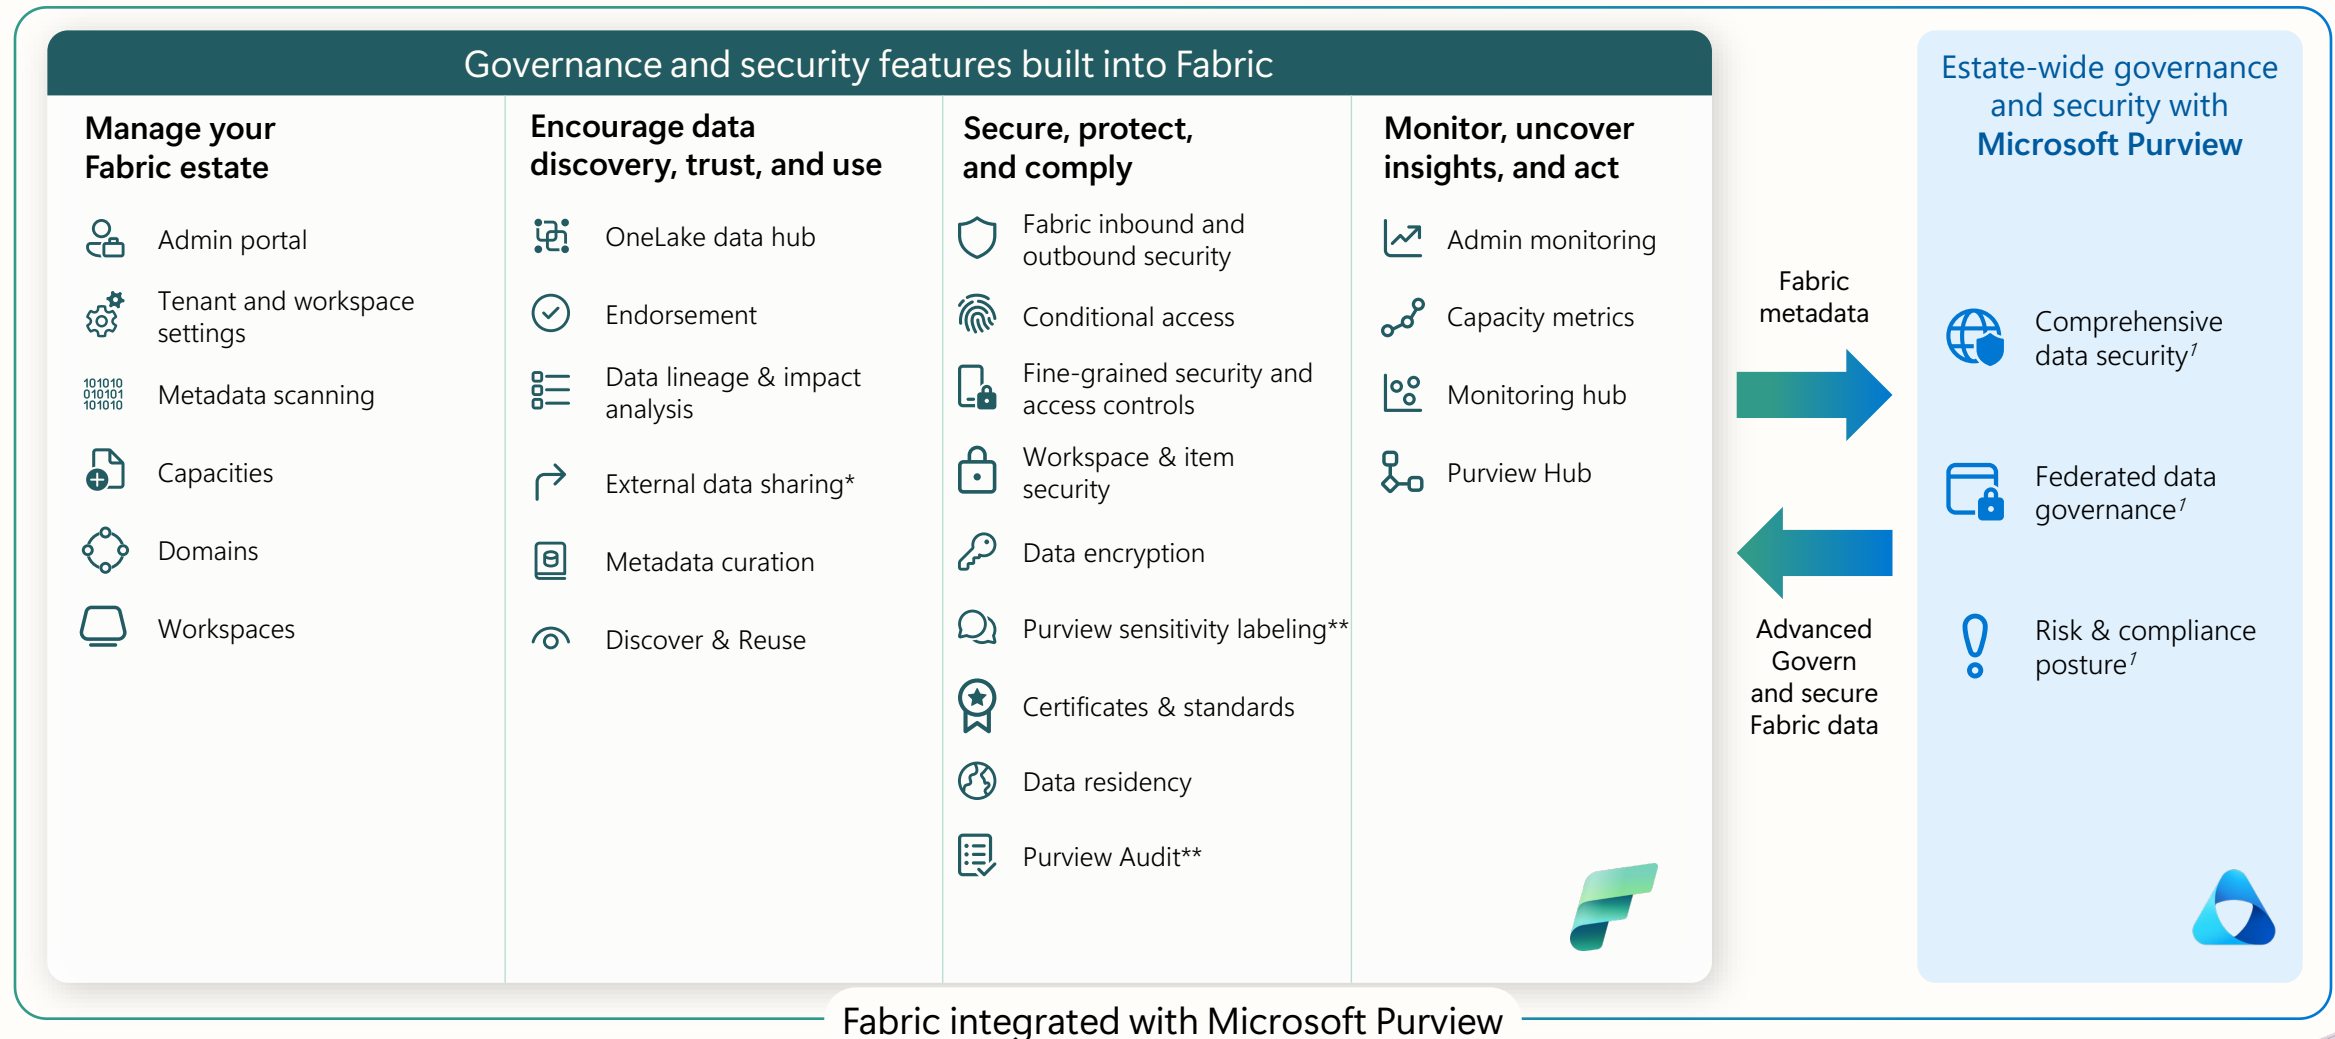 Governance and security features built into Fabric
Manage your
Fabric estate
Admin portal
Tenant and workspace
settings
101010
010101
101010
Metadata scanning
Capacities
Domains
Workspaces
Encourage data
discovery, trust, and use
OneLake data hub
Endorsement
Data lineage & impact
analysis
External data sharing*
Metadata curation
Discover & Reuse
Secure, protect,
and comply
Fabric inbound and
outbound security
Conditional access
Fine-grained security and
access controls
Workspace & item
security
Data encryption
Purview sensitivity labeling**
Certificates & standards
Data residency
Purview Audit**
Monitor, uncover
insights, and act
Admin monitoring
Capacity metrics
Monitoring hub
Purview Hub
Fabric
metadata
Advanced
Govern
and secure
Fabric data
Estate-wide governance
and security with
Microsoft Purview
Comprehensive
data security¹
Federated data
governance¹
Risk & compliance
posture¹
Fabric integrated with Microsoft Purview